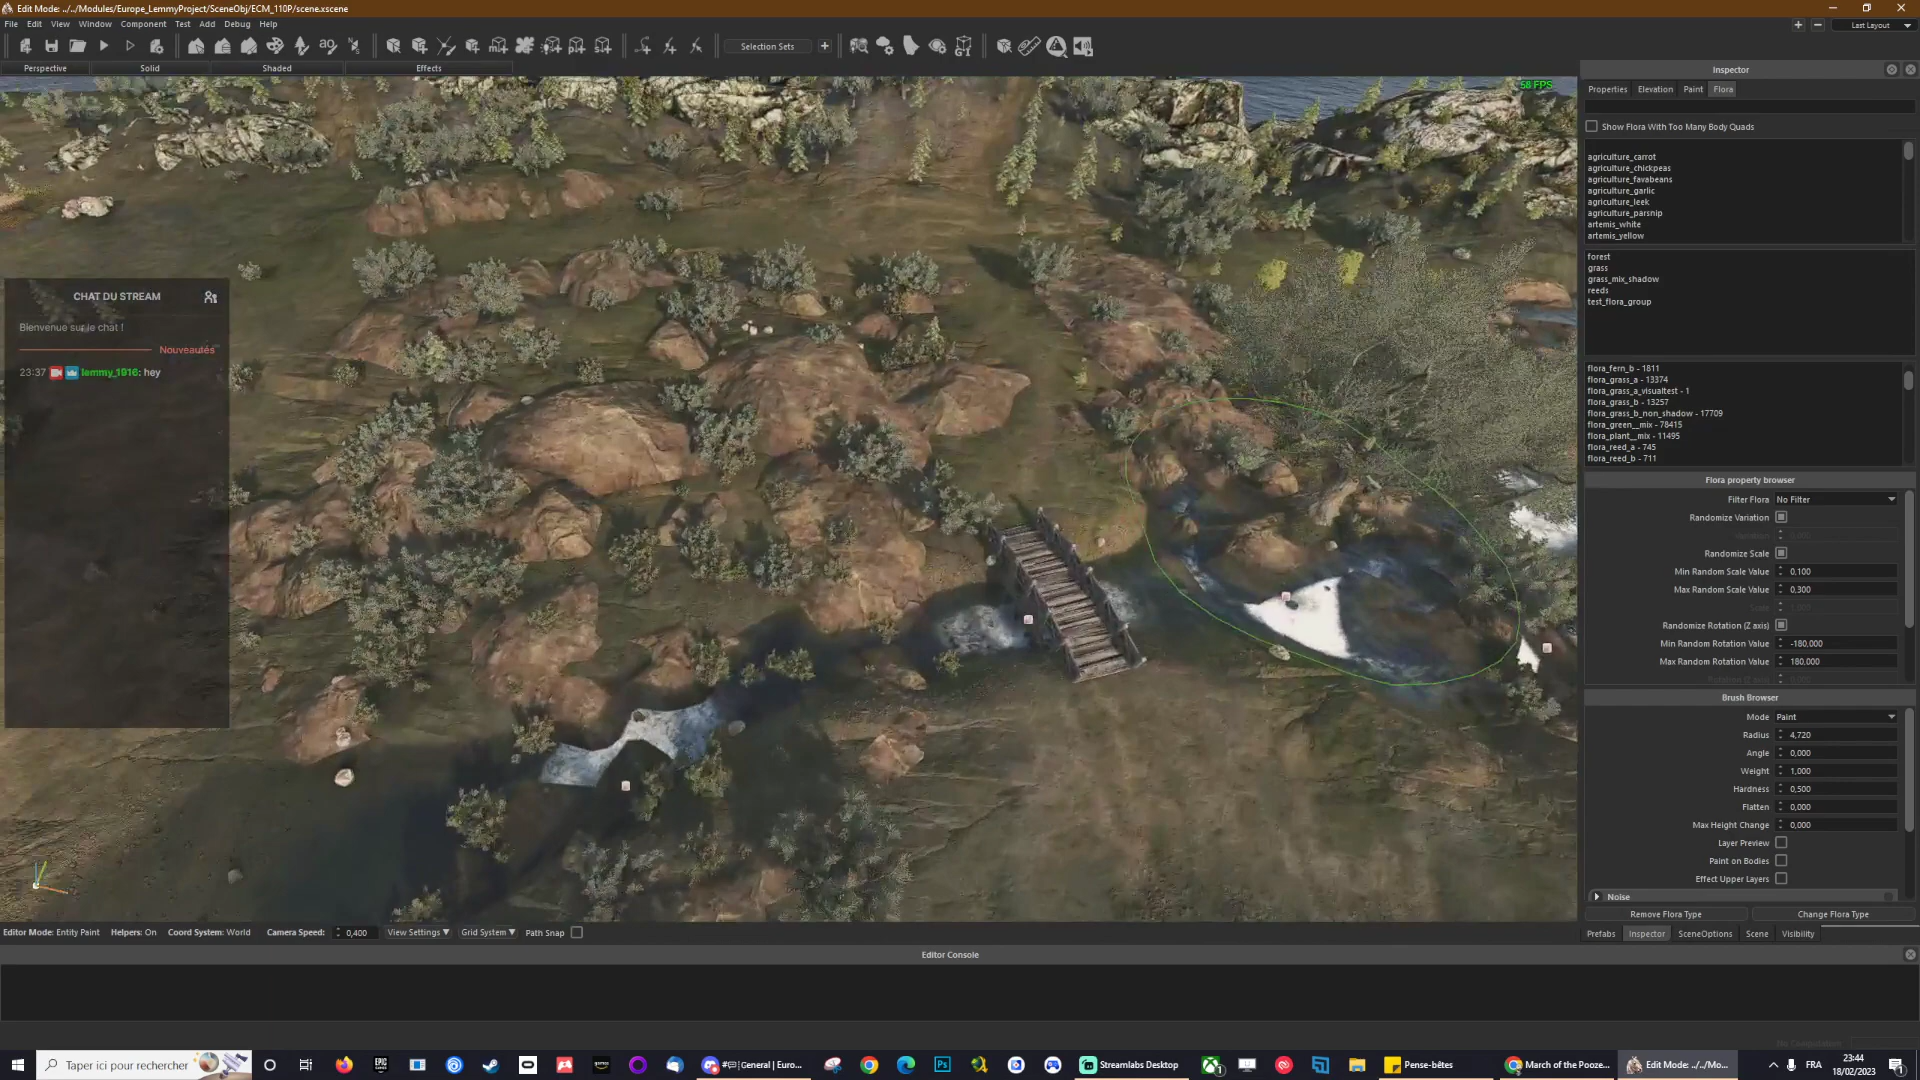 Edit Mode: ../../Modules/Europe_LemmyProject/SceneObj/ECM_110P/scene.xscene
File Edit View Window Component Test Add Debug Help
Last Layout
Selection Sets
Perspective Solid Shaded Effects
58 FPS
CHAT DU STREAM
Bienvenue sur le chat !
Nouveautés
23:37 lemmy_1916: hey
Inspector
Properties Elevation Paint Flora
Show Flora With Too Many Body Quads
agriculture_carrot
agriculture_chickpeas
agriculture_favabeans
agriculture_garlic
agriculture_leek
agriculture_parsnip
artemis_white
artemis_yellow
forest
grass
grass_mix_shadow
reeds
test_flora_group
flora_fern_b - 1811
flora_grass_a - 13374
flora_grass_a_visualtest - 1
flora_grass_b - 13257
flora_grass_b_non_shadow - 17709
flora_green__mix - 78415
flora_plant__mix - 11495
flora_reed_a - 745
flora_reed_b - 711
Flora property browser
Filter Flora No Filter
Randomize Variation
Randomize Scale
Min Random Scale Value 0,100
Max Random Scale Value 0,300
Randomize Rotation (Z axis)
Min Random Rotation Value -180,000
Max Random Rotation Value 180,000
Brush Browser
Mode Paint
Radius 4,720
Angle 0,000
Weight 1,000
Hardness 0,500
Flatten 0,000
Max Height Change 0,000
Layer Preview
Paint on Bodies
Effect Upper Layers
Noise
Remove Flora Type Change Flora Type
Prefabs Inspector SceneOptions Scene Visibility
Editor Mode: Entity Paint Helpers: On Coord System: World Camera Speed: 0,400 View Settings Grid System Path Snap
Editor Console
Taper ici pour rechercher
General | Euro...
Streamlabs Desktop
Pense-bêtes
March of the Pooze...
Edit Mode: ../../Mo...
FRA
23:44
18/02/2023